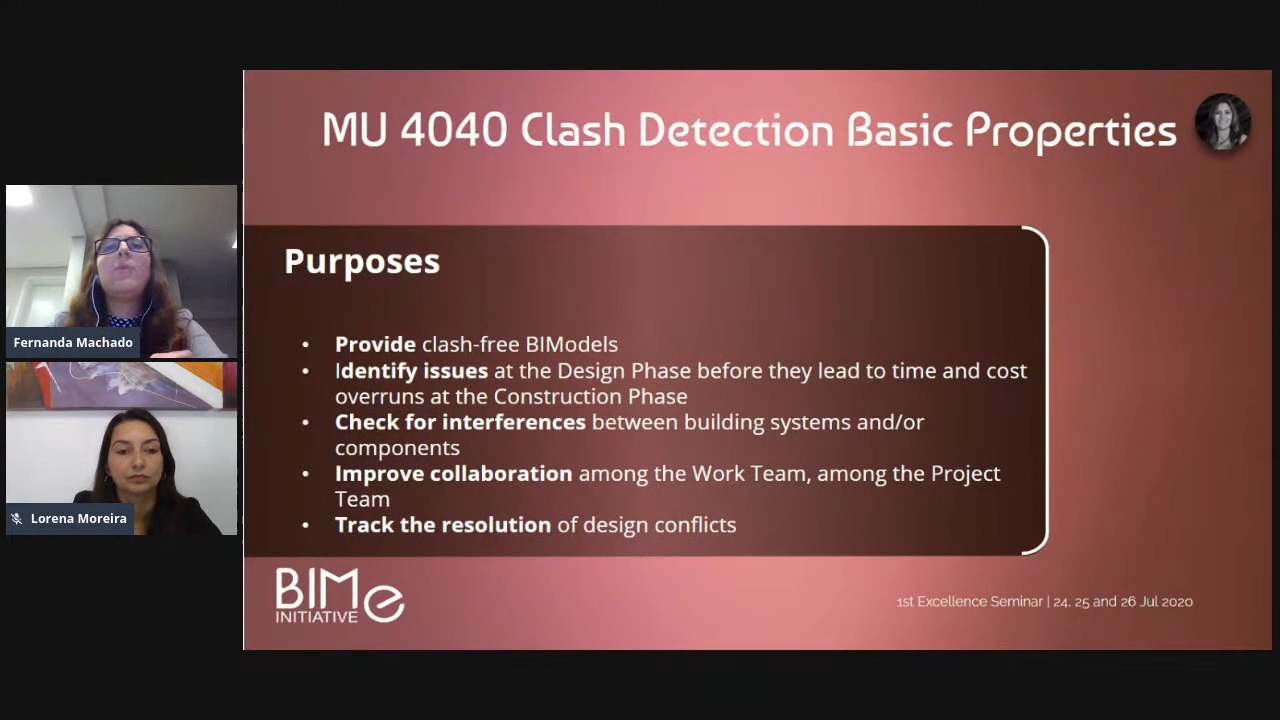 MU 4040 Clash Detection Basic Properties
Purposes
• Provide clash-free BIModels
• Identify issues at the Design Phase before they lead to time and cost
overruns at the Construction Phase
• Check for interferences between building systems and/or
components
• Improve collaboration among the Work Team, among the Project
Team
• Track the resolution of design conflicts
Fernanda Machado
Lorena Moreira
BIMe
INITIATIVE
1st Excellence Seminar | 24, 25 and 26 Jul 2020